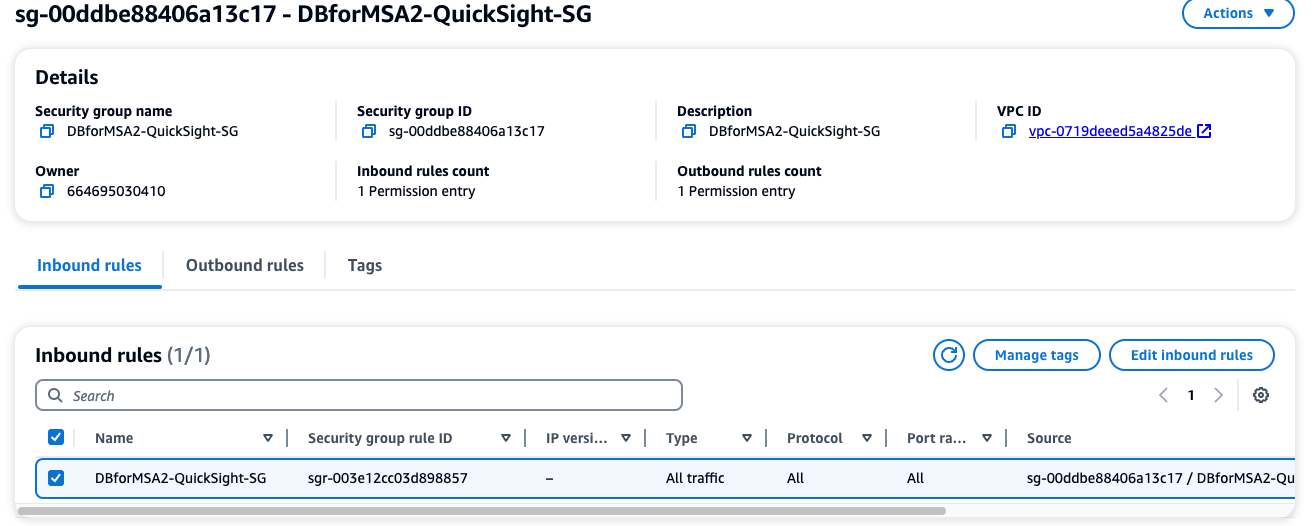 sg-00ddbe88406a13c17 - DBforMSA2-QuickSight-SG
Actions
Details
Security group name
DBforMSA2-QuickSight-SG
Security group ID
sg-00ddbe88406a13c17
Description
DBforMSA2-QuickSight-SG
VPC ID
vpc-0719deeed5a4825de
Owner
664695030410
Inbound rules count
1 Permission entry
Outbound rules count
1 Permission entry
Inbound rules
Outbound rules
Tags
Inbound rules (1/1)
Manage tags
Edit inbound rules
Search
1
Name Security group rule ID IP versi... Type Protocol Port ra... Source
DBforMSA2-QuickSight-SG sgr-003e12cc03d898857 – All traffic All All sg-00ddbe88406a13c17 / DBforMSA2-Qu